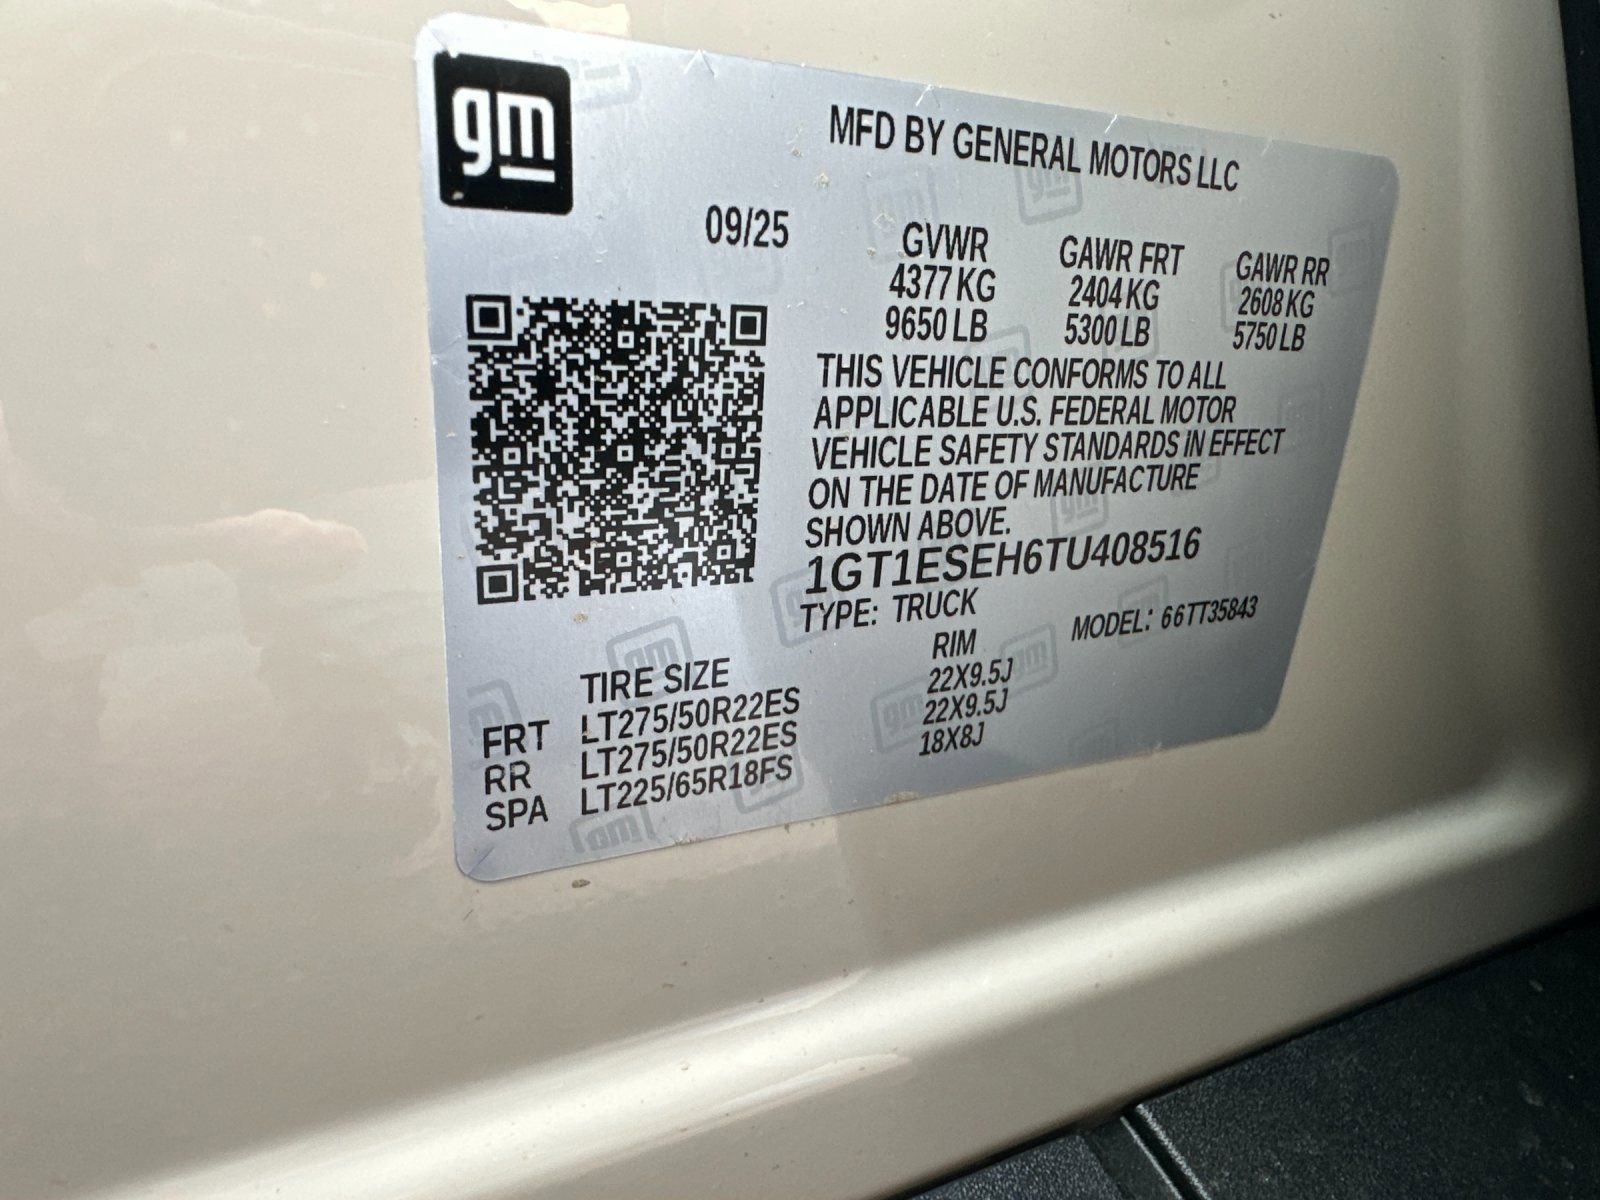 gm
MFD BY GENERAL MOTORS LLC
09/25
GVWR GAWR FRT GAWR RR
4377 KG 2404 KG 2608 KG
9650 LB 5300 LB 5750 LB
THIS VEHICLE CONFORMS TO ALL
APPLICABLE U.S. FEDERAL MOTOR
VEHICLE SAFETY STANDARDS IN EFFECT
ON THE DATE OF MANUFACTURE
SHOWN ABOVE.
1GT1ESEH6TU408516
TYPE: TRUCK MODEL: 66TT35843
TIRE SIZE RIM
FRT LT275/50R22ES 22X9.5J
RR LT275/50R22ES 22X9.5J
SPA LT225/65R18FS 18X8J